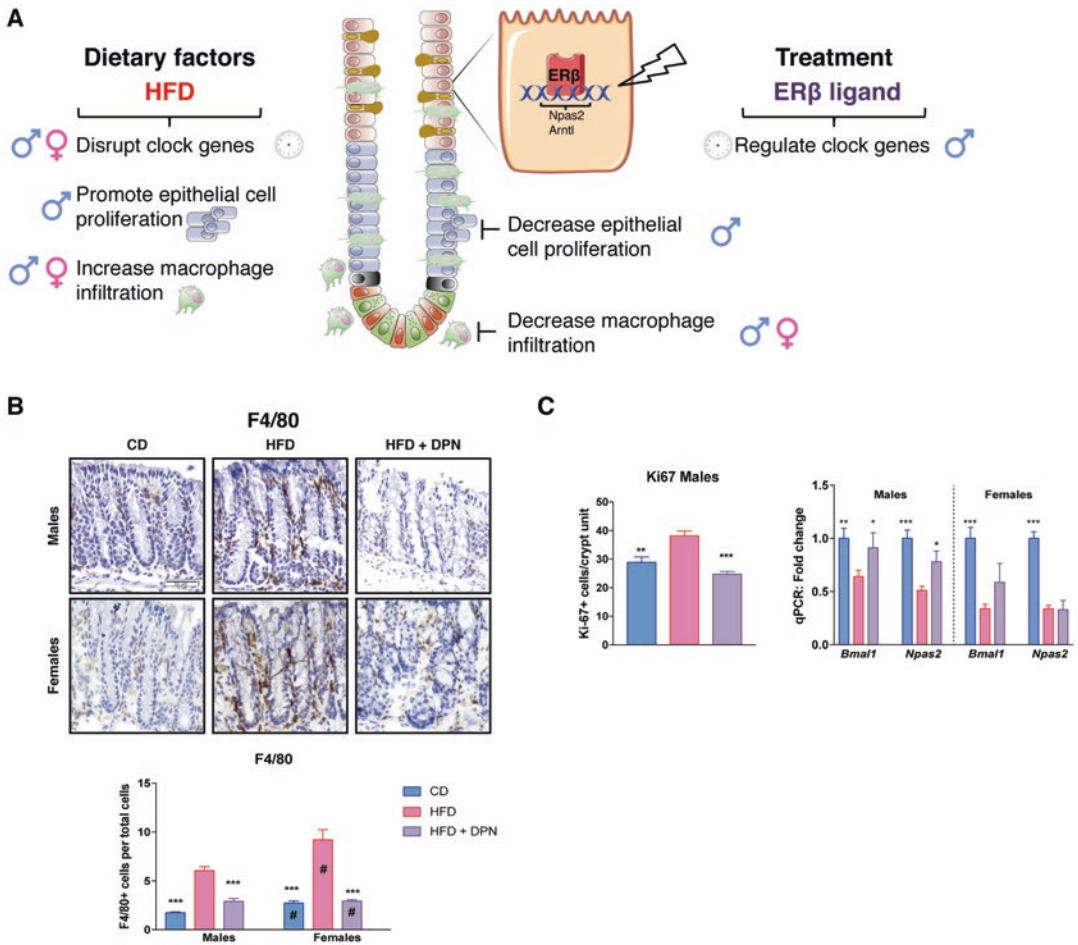 A
Dietary factors
HFD
♂♀ Disrupt clock genes
♂ Promote epithelial cell
proliferation
♂♀ Increase macrophage
infiltration
ERβ
Npas2
Arntl
Treatment
ERβ ligand
Regulate clock genes ♂
Decrease epithelial
cell proliferation ♂
Decrease macrophage
infiltration ♂♀
B
F4/80
CD HFD HFD + DPN
Males
Females
F4/80
F4/80+ cells per total cells
15
10
5
0
*** *** *** ***
# # #
Males Females
CD
HFD
HFD + DPN
C
Ki67 Males
Ki-67+ cells/crypt unit
50
40
30
20
10
0
** ***
qPCR: Fold change
1.5
1.0
0.5
0.0
Males Females
** * *** * *** ***
Bmal1 Npas2 Bmal1 Npas2